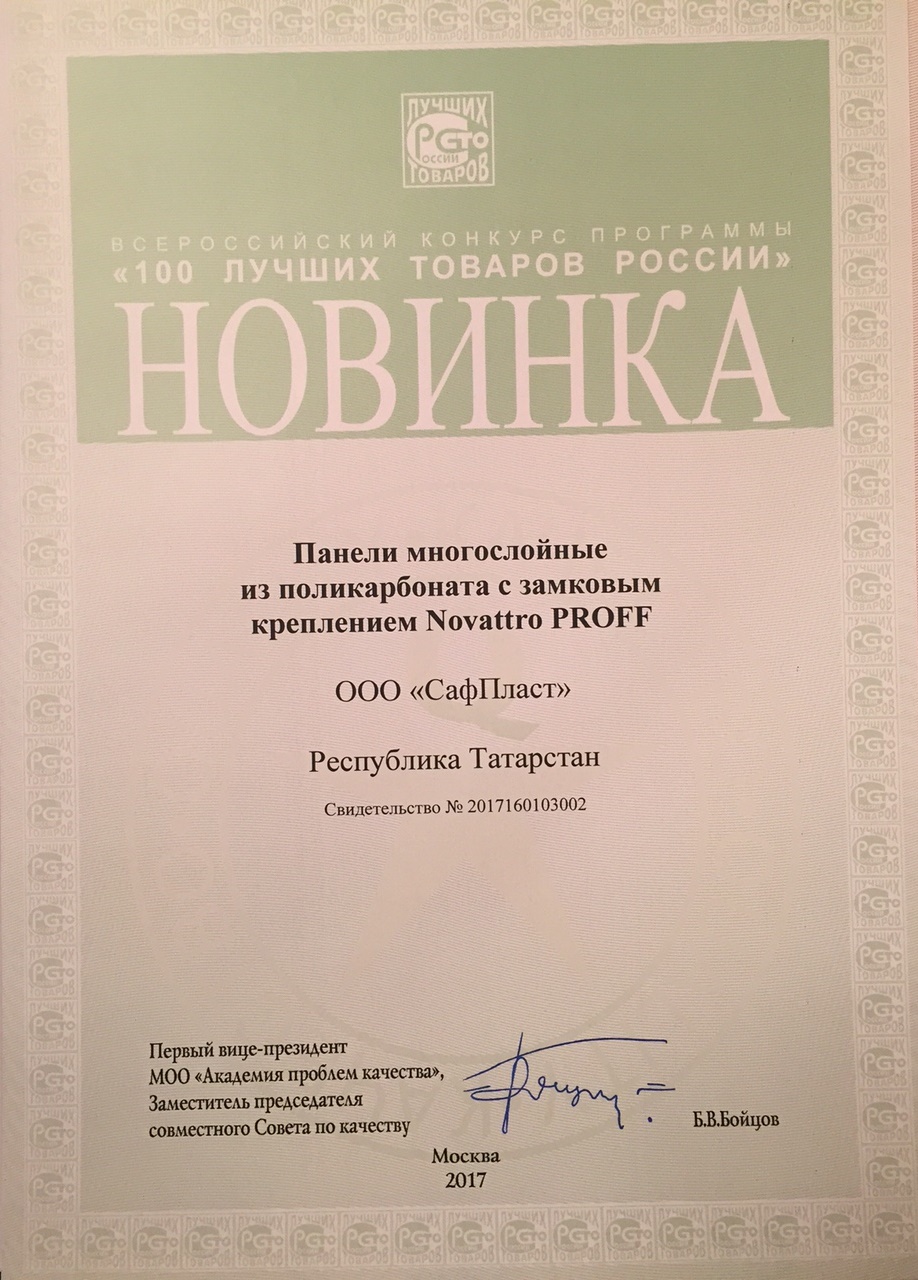 ЛУЧШИХ
РGто
оссии
ТОВАРОВ
ВСЕРОССИЙСКИЙ КОНКУРС ПРОГРАММЫ
«100 ЛУЧШИХ ТОВАРОВ РОССИИ»
НОВИНКА
Панели многослойные
из поликарбоната с замковым
креплением Novattro PROFF
ООО «СафПласт»
Республика Татарстан
Свидетельство № 2017160103002
Первый вице-президент
МОО «Академия проблем качества»,
Заместитель председателя
совместного Совета по качеству
Б.В.Бойцов
Москва
2017